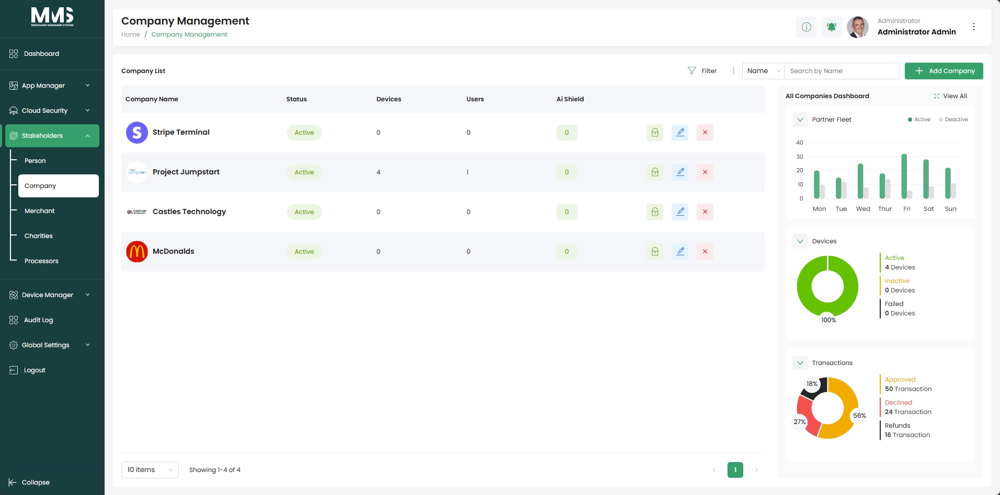 MMS
MERCHANT MANAGER SYSTEM
Dashboard
App Manager
Cloud Security
Stakeholders
Person
Company
Merchant
Charities
Processors
Device Manager
Audit Log
Global Settings
Logout
Collapse
Company Management
Home / Company Management
Administrator
Administrator Admin
Company List
Filter | Name Search by Name + Add Company
Company Name Status Devices Users Ai Shield
S Stripe Terminal Active 0 0 0
Project
jumpstart
Project Jumpstart Active 4 1 0
CASTLES
TECHNOLOGY
Castles Technology Active 0 0 0
McDonalds Active 0 0 0
10 items Showing 1-4 of 4 < 1 >
All Companies Dashboard View All
Partner Fleet Active Deactive
40
30
20
10
0
Mon Tue Wed Thur Fri Sat Sun
Devices
Active
4 Devices
Inactive
0 Devices
Failed
0 Devices
100%
Transactions
18%
27%
56%
Approved
50 Transaction
Declined
24 Transaction
Refunds
16 Transaction